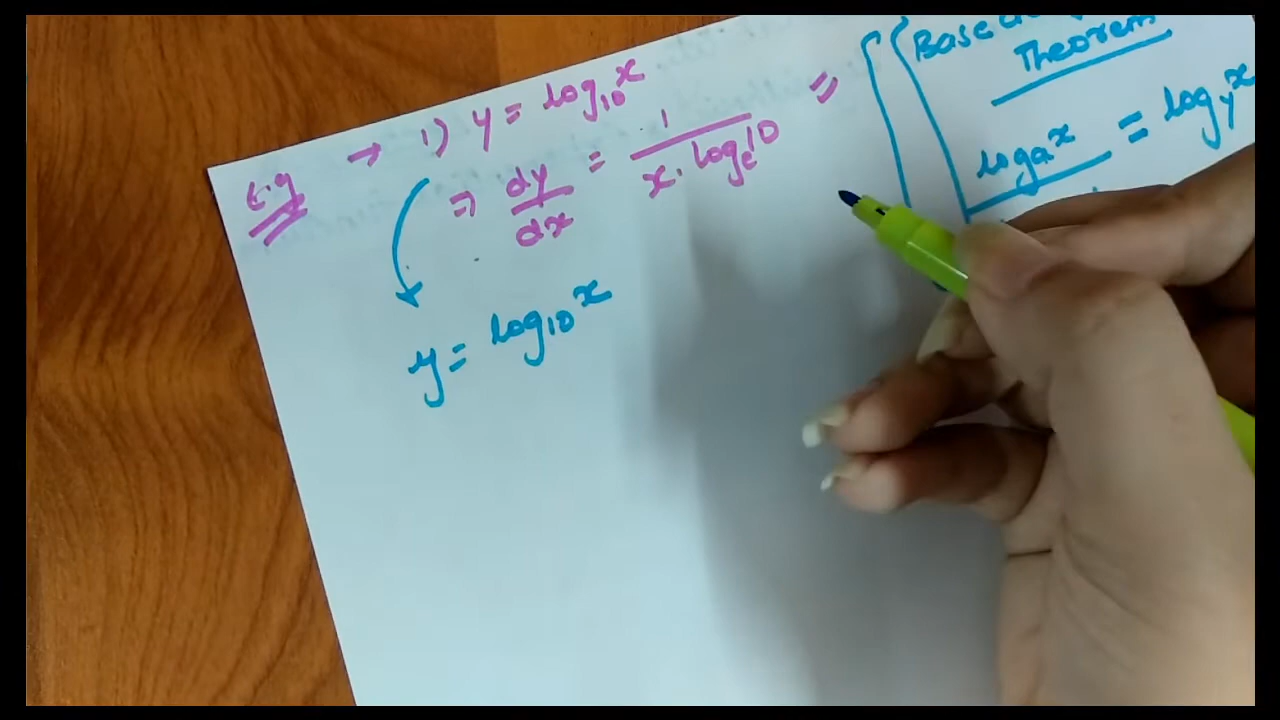 E.g → 1) y = log₁₀ˣ
⇒ dy/dx = 1/(x. logₑ¹⁰) =
y = log₁₀ˣ
Base
Theorem
logₐˣ = log_yˣ